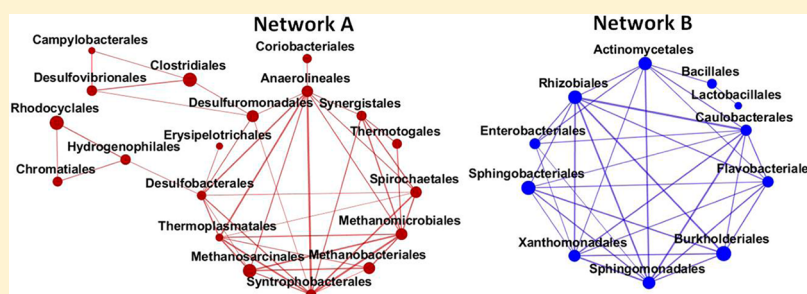 Network A
Campylobacterales
Coriobacteriales
Clostridiales
Desulfovibrionales
Anaerolineales
Rhodocyclales
Desulfuromonadales
Synergistales
Erysipelotrichales
Thermotogales
Hydrogenophilales
Chromatiales
Desulfobacterales
Spirochaetales
Thermoplasmatales
Methanomicrobiales
Methanosarcinales
Methanobacteriales
Syntrophobacterales
Network B
Actinomycetales
Bacillales
Rhizobiales
Lactobacillales
Caulobacterales
Enterobacteriales
Sphingobacteriales
Flavobacteriales
Xanthomonadales
Burkholderiales
Sphingomonadales